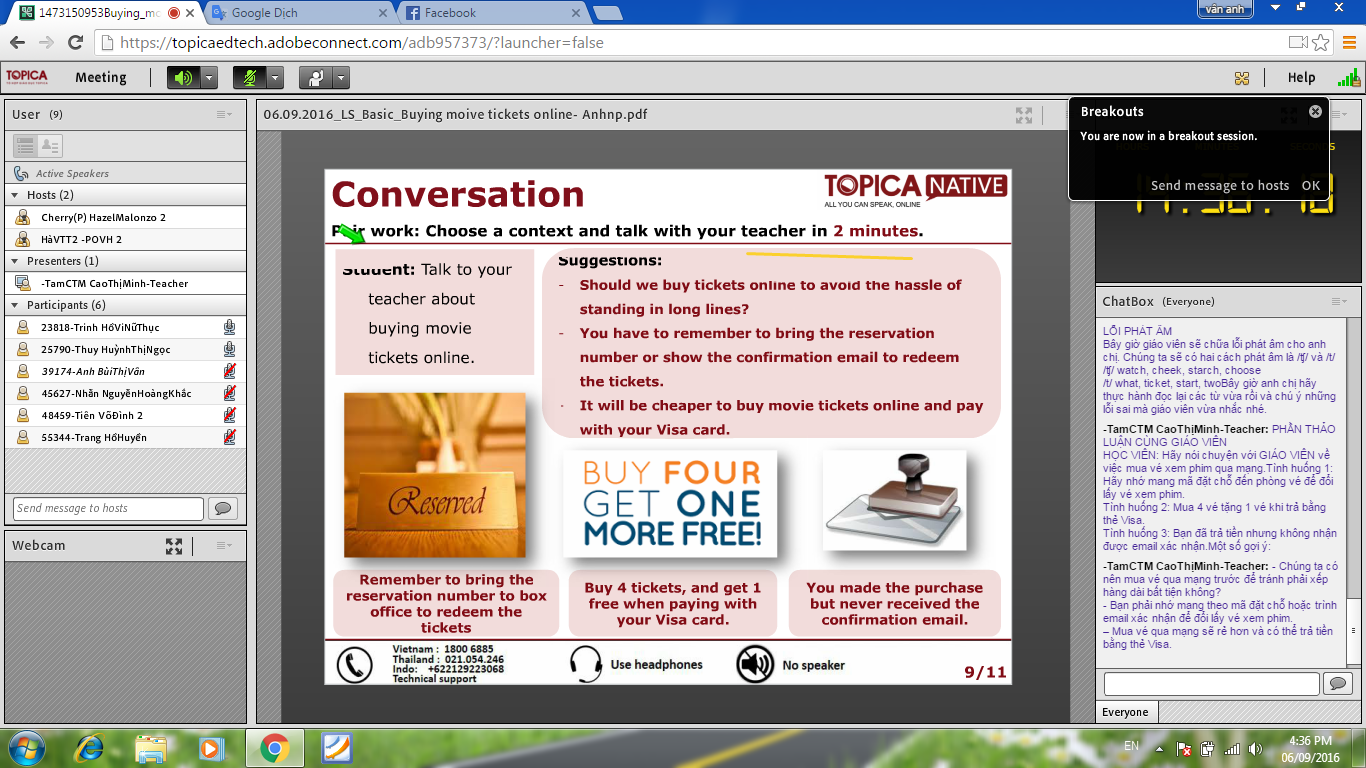 1473150953Buying_mo
Google Dịch
Facebook
vân anh
https://topicaedtech.adobeconnect.com/adb957373/?launcher=false
TOPICA
Meeting
Help
User (9)
Active Speakers
Hosts (2)
Cherry(P) HazelMalonzo 2
HàVTT2 -POVH 2
Presenters (1)
-TamCTM CaoThịMinh-Teacher
Participants (6)
23818-Trinh HồViNữThục
25790-Thuy HuỳnhThịNgọc
39174-Anh BùiThịVân
45627-Nhẫn NguyễnHoàngKhắc
48459-Tiên VõĐình 2
55344-Trang HồHuyền
Send message to hosts
Webcam
06.09.2016_LS_Basic_Buying moive tickets online- Anhnp.pdf
Conversation
TOPICA NATIVE
ALL YOU CAN SPEAK, ONLINE
Pair work: Choose a context and talk with your teacher in 2 minutes.
Student: Talk to your
teacher about
buying movie
tickets online.
Suggestions:
- Should we buy tickets online to avoid the hassle of
standing in long lines?
- You have to remember to bring the reservation
number or show the confirmation email to redeem
the tickets.
- It will be cheaper to buy movie tickets online and pay
with your Visa card.
Reserved
BUY FOUR
GET ONE
MORE FREE!
Remember to bring the
reservation number to box
office to redeem the
tickets
Buy 4 tickets, and get 1
free when paying with
your Visa card.
You made the purchase
but never received the
confirmation email.
Vietnam : 1800 6885
Thailand : 021.054.246
Indo: +622129223068
Technical support
Use headphones
No speaker
9/11
Breakouts
You are now in a breakout session.
Send message to hosts OK
ChatBox (Everyone)
LỖI PHÁT ÂM
Bây giờ giáo viên sẽ chữa lỗi phát âm cho anh
chị. Chúng ta sẽ có hai cách phát âm là /ʧ/ và /t/
/ʧ/ watch, cheek, starch, choose
/t/ what, ticket, start, twoBây giờ anh chị hãy
thực hành đọc lại các từ vừa rồi và chú ý những
lỗi sai mà giáo viên vừa nhắc nhé.
-TamCTM CaoThịMinh-Teacher: PHẦN THẢO
LUẬN CÙNG GIÁO VIÊN
HỌC VIÊN: Hãy nói chuyện với GIÁO VIÊN về
việc mua vé xem phim qua mạng.Tình huống 1:
Hãy nhớ mang mã đặt chỗ đến phòng vé để đổi
lấy vé xem phim.
Tình huống 2: Mua 4 vé tặng 1 vé khi trả bằng
thẻ Visa.
Tình huống 3: Bạn đã trả tiền nhưng không nhận
được email xác nhận.Một số gợi ý:
-TamCTM CaoThịMinh-Teacher: - Chúng ta có
nên mua vé qua mạng trước để tránh phải xếp
hàng dài bất tiện không?
- Bạn phải nhớ mang theo mã đặt chỗ hoặc trình
email xác nhận để đổi lấy vé xem phim.
– Mua vé qua mạng sẽ rẻ hơn và có thể trả tiền
bằng thẻ Visa.
Everyone
EN
4:36 PM
06/09/2016